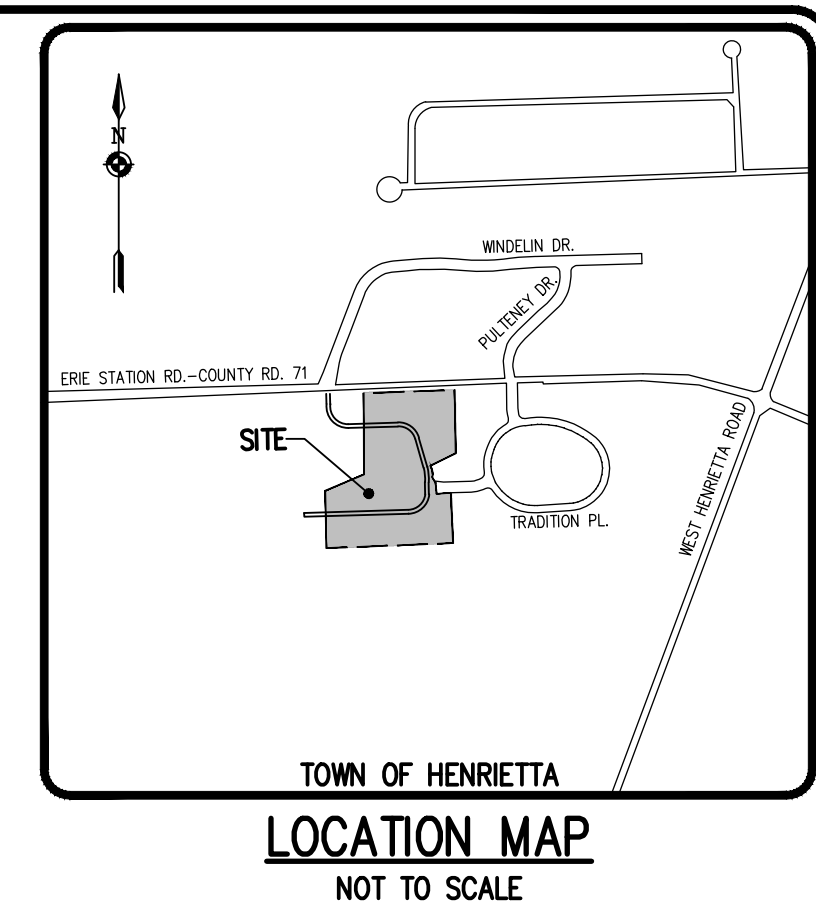 N
WINDELIN DR.
PULTENEY DR.
ERIE STATION RD.-COUNTY RD. 71
SITE
WEST HENRIETTA ROAD
TRADITION PL.
TOWN OF HENRIETTA
LOCATION MAP
NOT TO SCALE